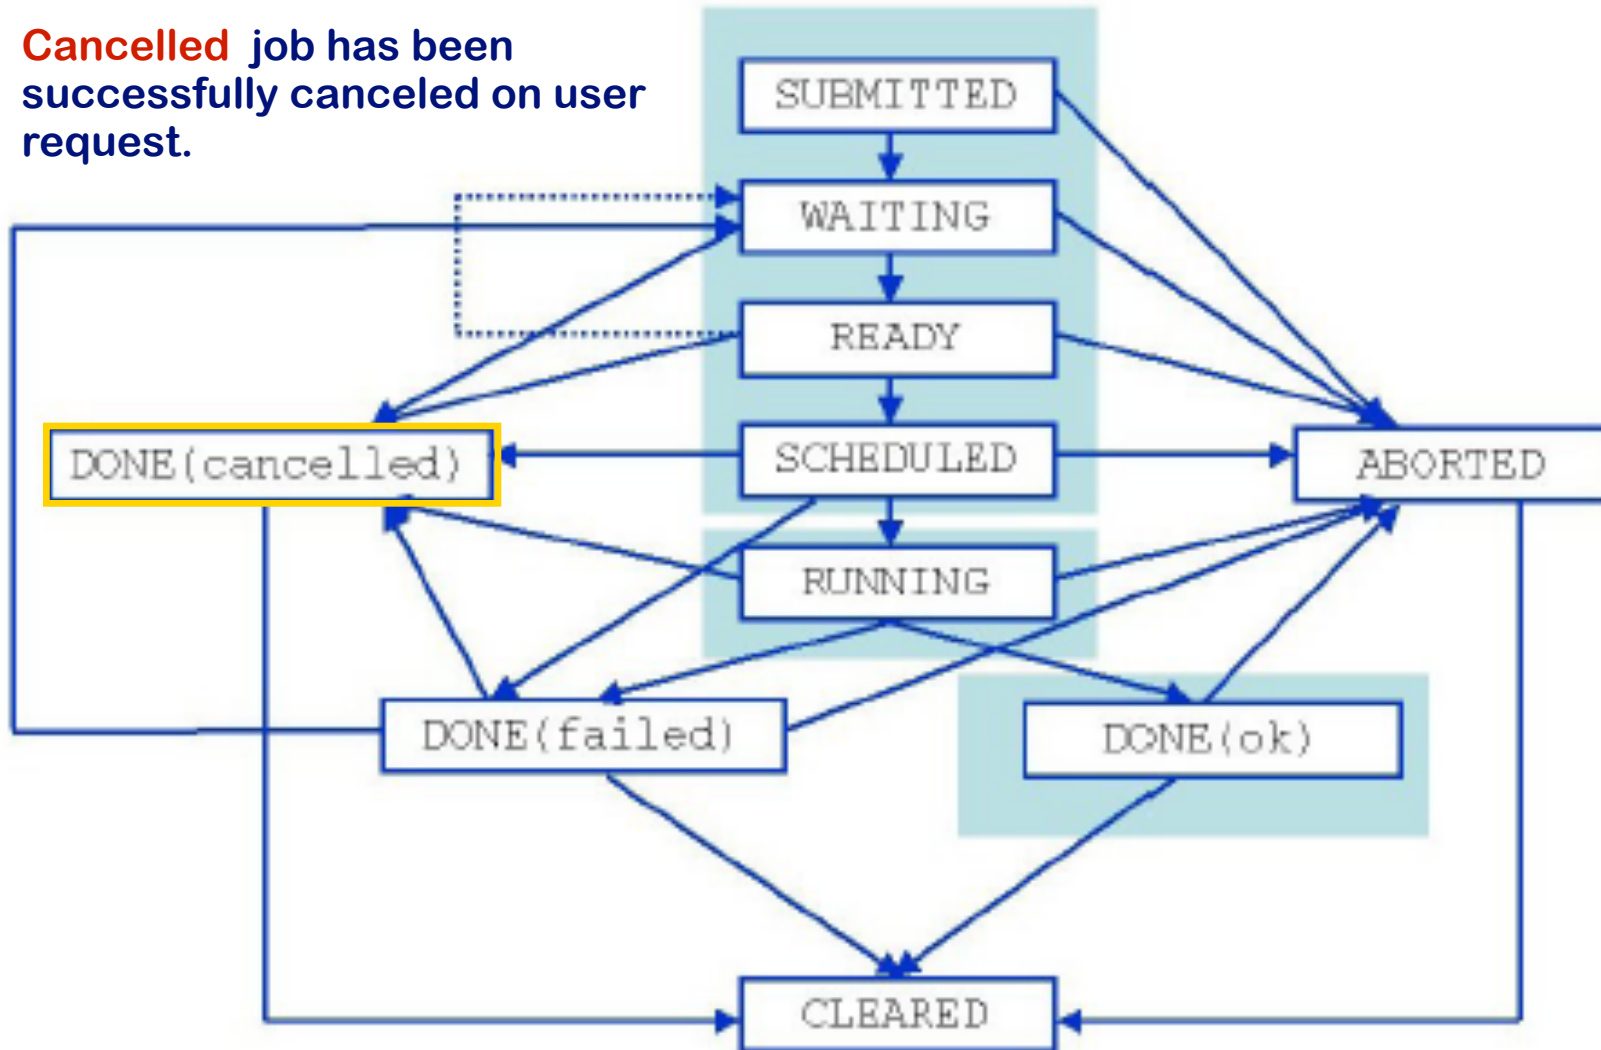 Cancelled job has been
successfully canceled on user
request.
SUBMITTED
WAITING
READY
DONE(cancelled)
SCHEDULED
ABORTED
RUNNING
DONE(failed)
DONE(ok)
CLEARED